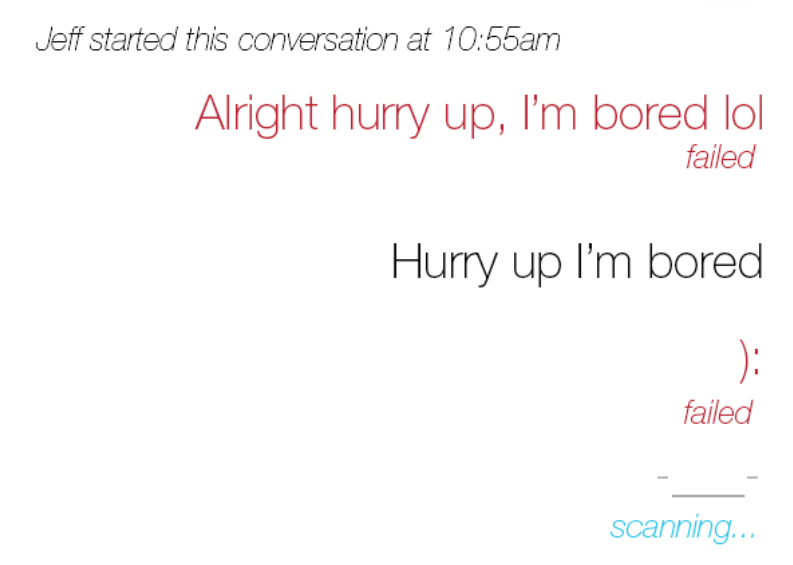 Jeff started this conversation at 10:55am
Alright hurry up, I'm bored lol
failed
Hurry up I'm bored
):
failed
-____-
scanning...